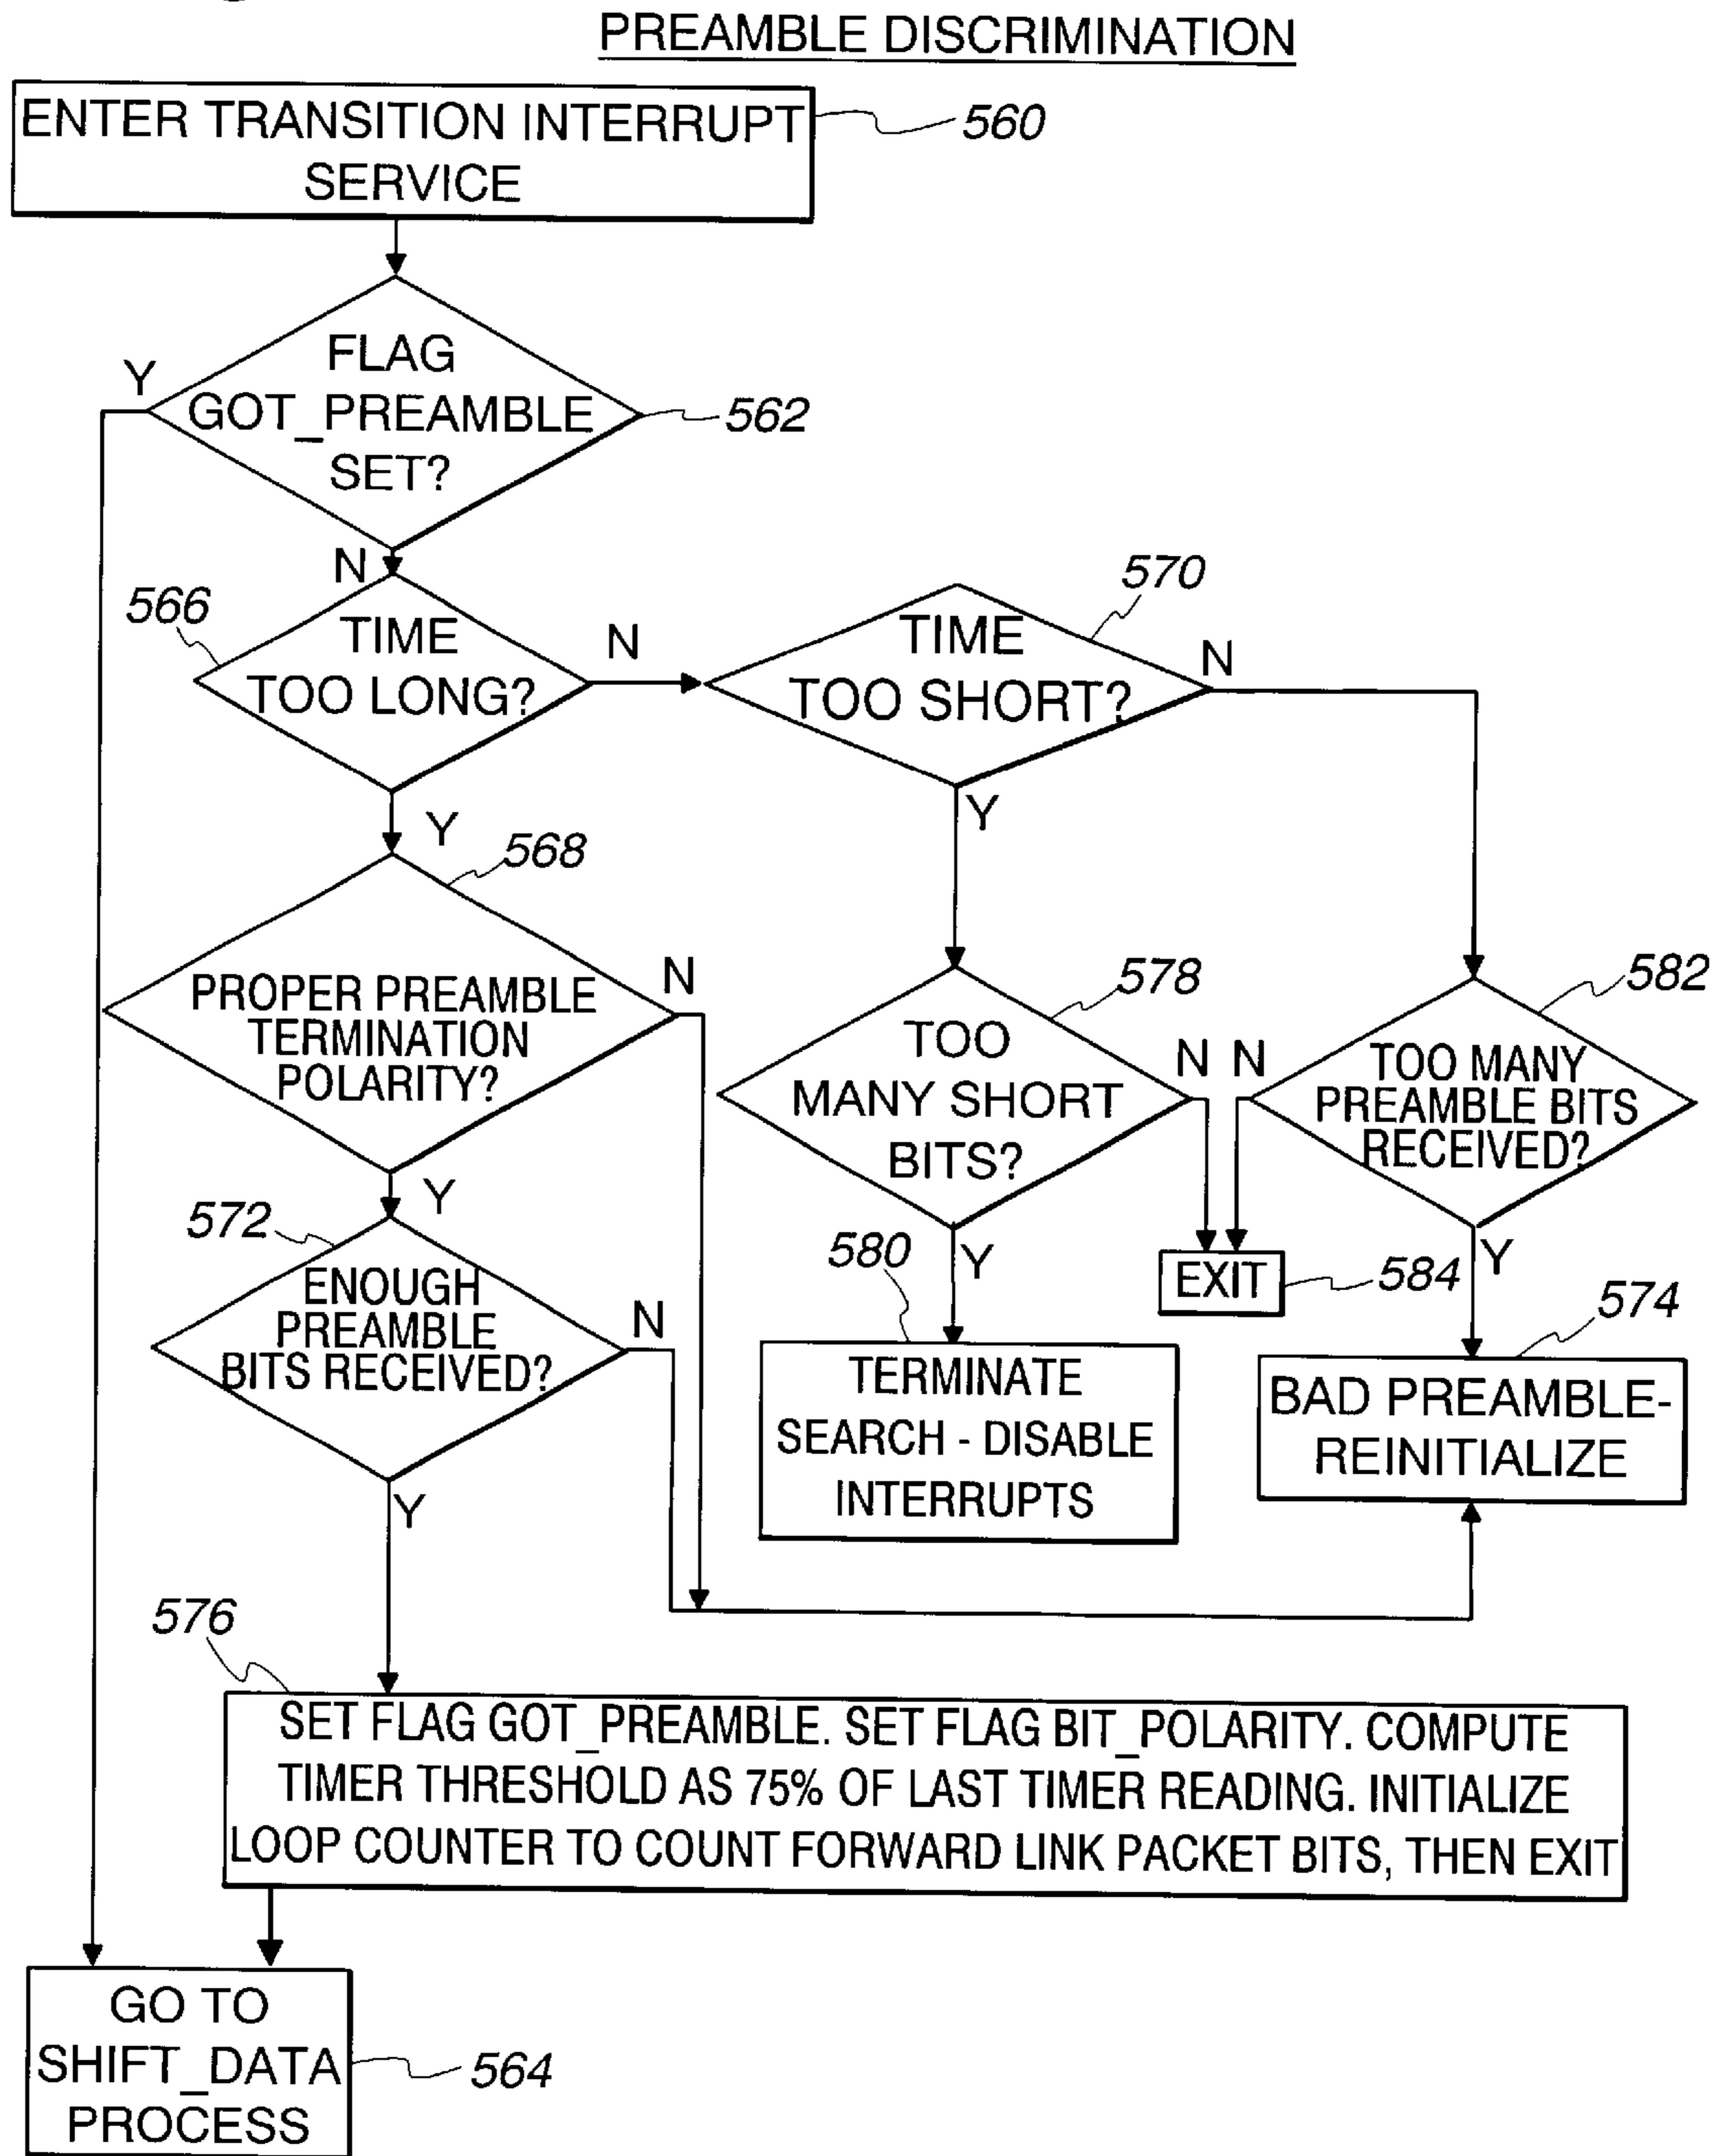 PREAMBLE DISCRIMINATION
ENTER TRANSITION INTERRUPT
SERVICE
560
FLAG
GOT_PREAMBLE
SET?
Y
562
N
566
TIME
TOO LONG?
N
570
TIME
TOO SHORT?
N
Y
Y
568
PROPER PREAMBLE
TERMINATION
POLARITY?
N
578
TOO
MANY SHORT
BITS?
N
N
582
TOO MANY
PREAMBLE BITS
RECEIVED?
Y
572
ENOUGH
PREAMBLE
BITS RECEIVED?
N
580
Y
EXIT
584
Y
574
TERMINATE
SEARCH - DISABLE
INTERRUPTS
BAD PREAMBLE-
REINITIALIZE
Y
576
SET FLAG GOT_PREAMBLE. SET FLAG BIT_POLARITY. COMPUTE
TIMER THRESHOLD AS 75% OF LAST TIMER READING. INITIALIZE
LOOP COUNTER TO COUNT FORWARD LINK PACKET BITS, THEN EXIT
GO TO
SHIFT_DATA
PROCESS
564